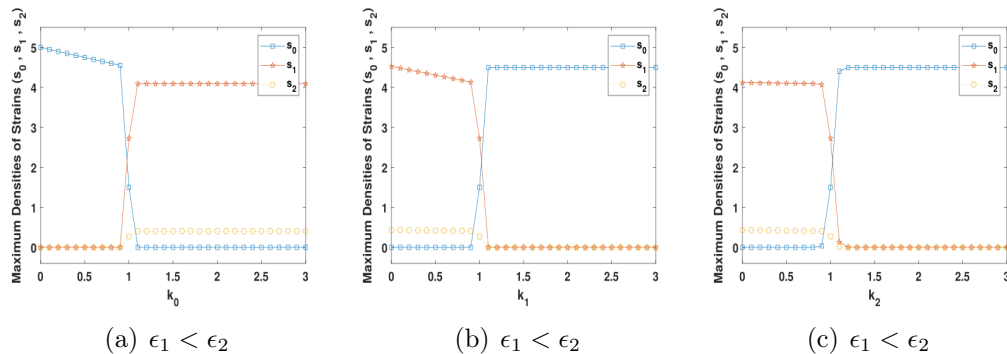 Maximum Densities of Strains (s₀ , s₁ , s₂)
5
4
3
2
1
0
0 0.5 1 1.5 2 2.5 3
k₀
s₀
s₁
s₂
(a) ϵ₁ < ϵ₂
Maximum Densities of Strains (s₀ , s₁ , s₂)
5
4
3
2
1
0
0 0.5 1 1.5 2 2.5 3
k₁
s₀
s₁
s₂
(b) ϵ₁ < ϵ₂
Maximum Densities of Strains (s₀ , s₁ , s₂)
5
4
3
2
1
0
0 0.5 1 1.5 2 2.5 3
k₂
s₀
s₁
s₂
(c) ϵ₁ < ϵ₂